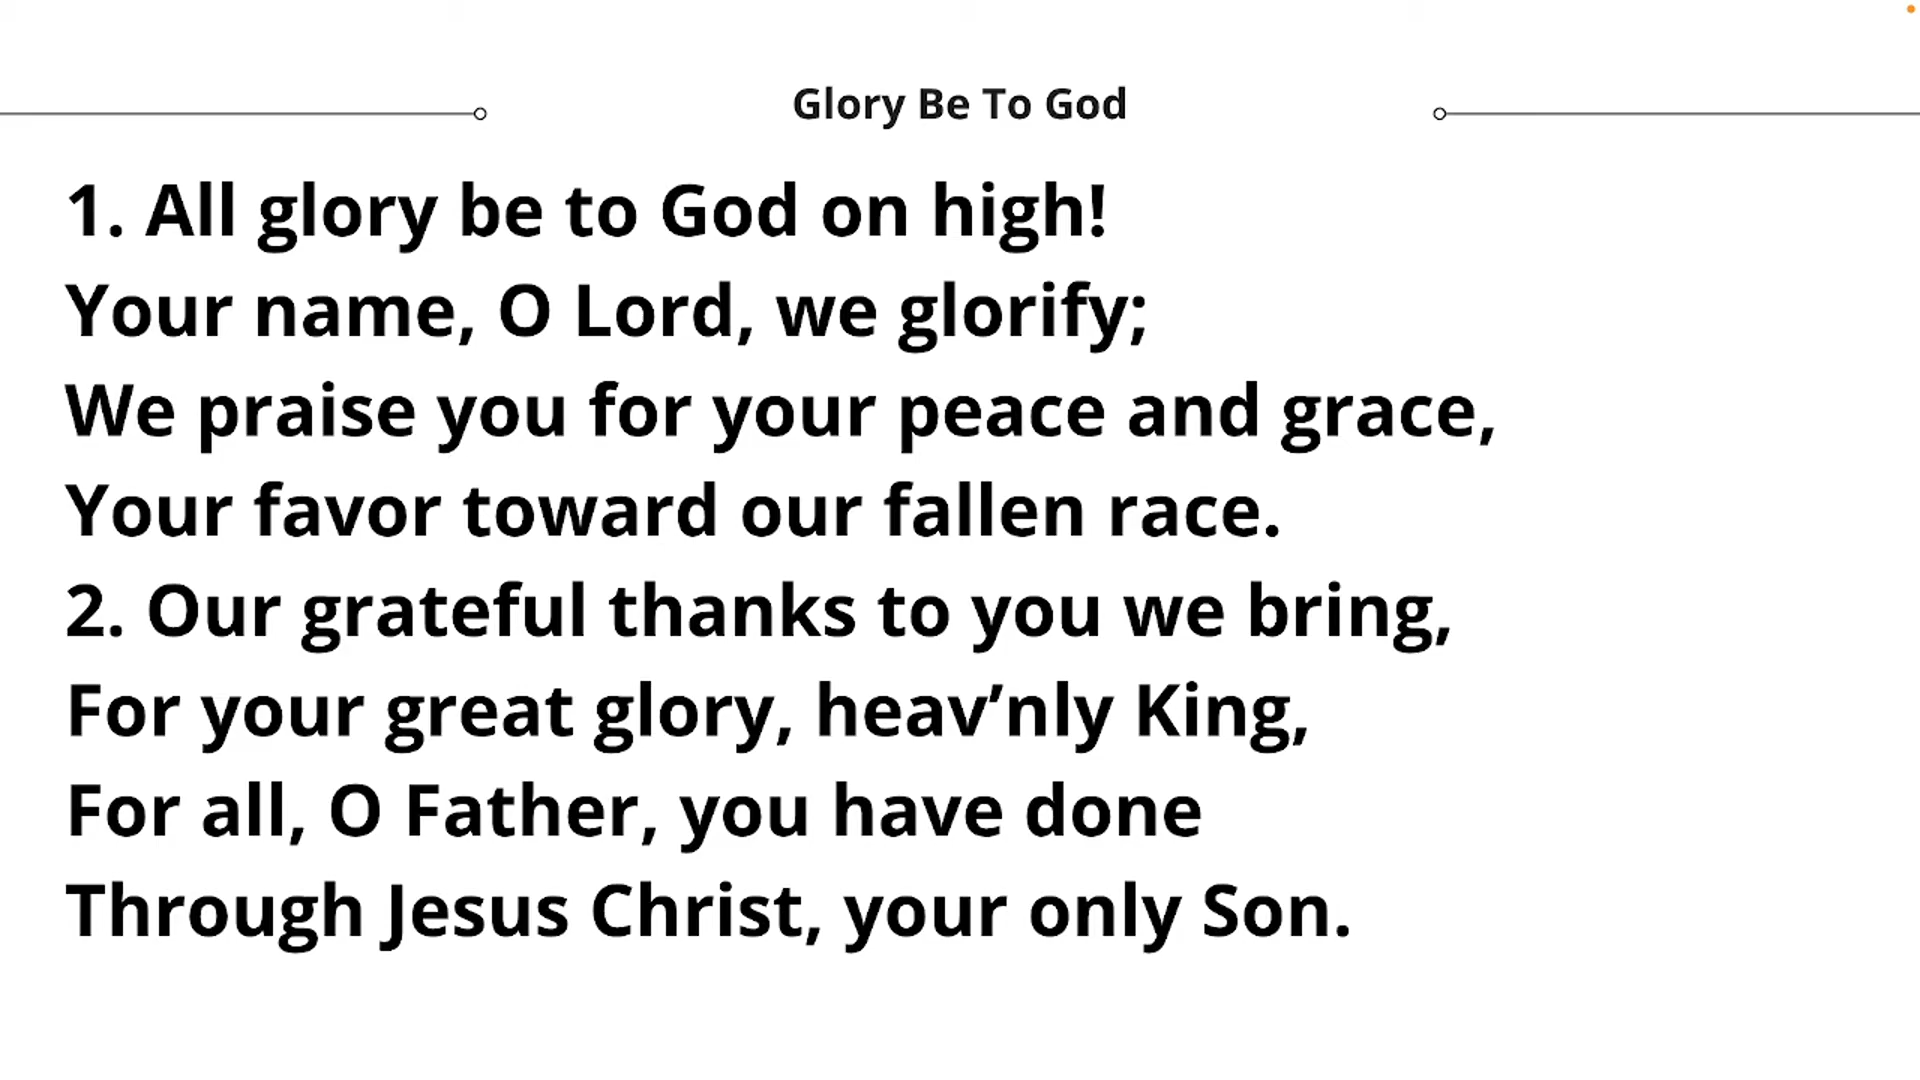 Glory Be To God
1. All glory be to God on high!
Your name, O Lord, we glorify;
We praise you for your peace and grace,
Your favor toward our fallen race.
2. Our grateful thanks to you we bring,
For your great glory, heav’nly King,
For all, O Father, you have done
Through Jesus Christ, your only Son.